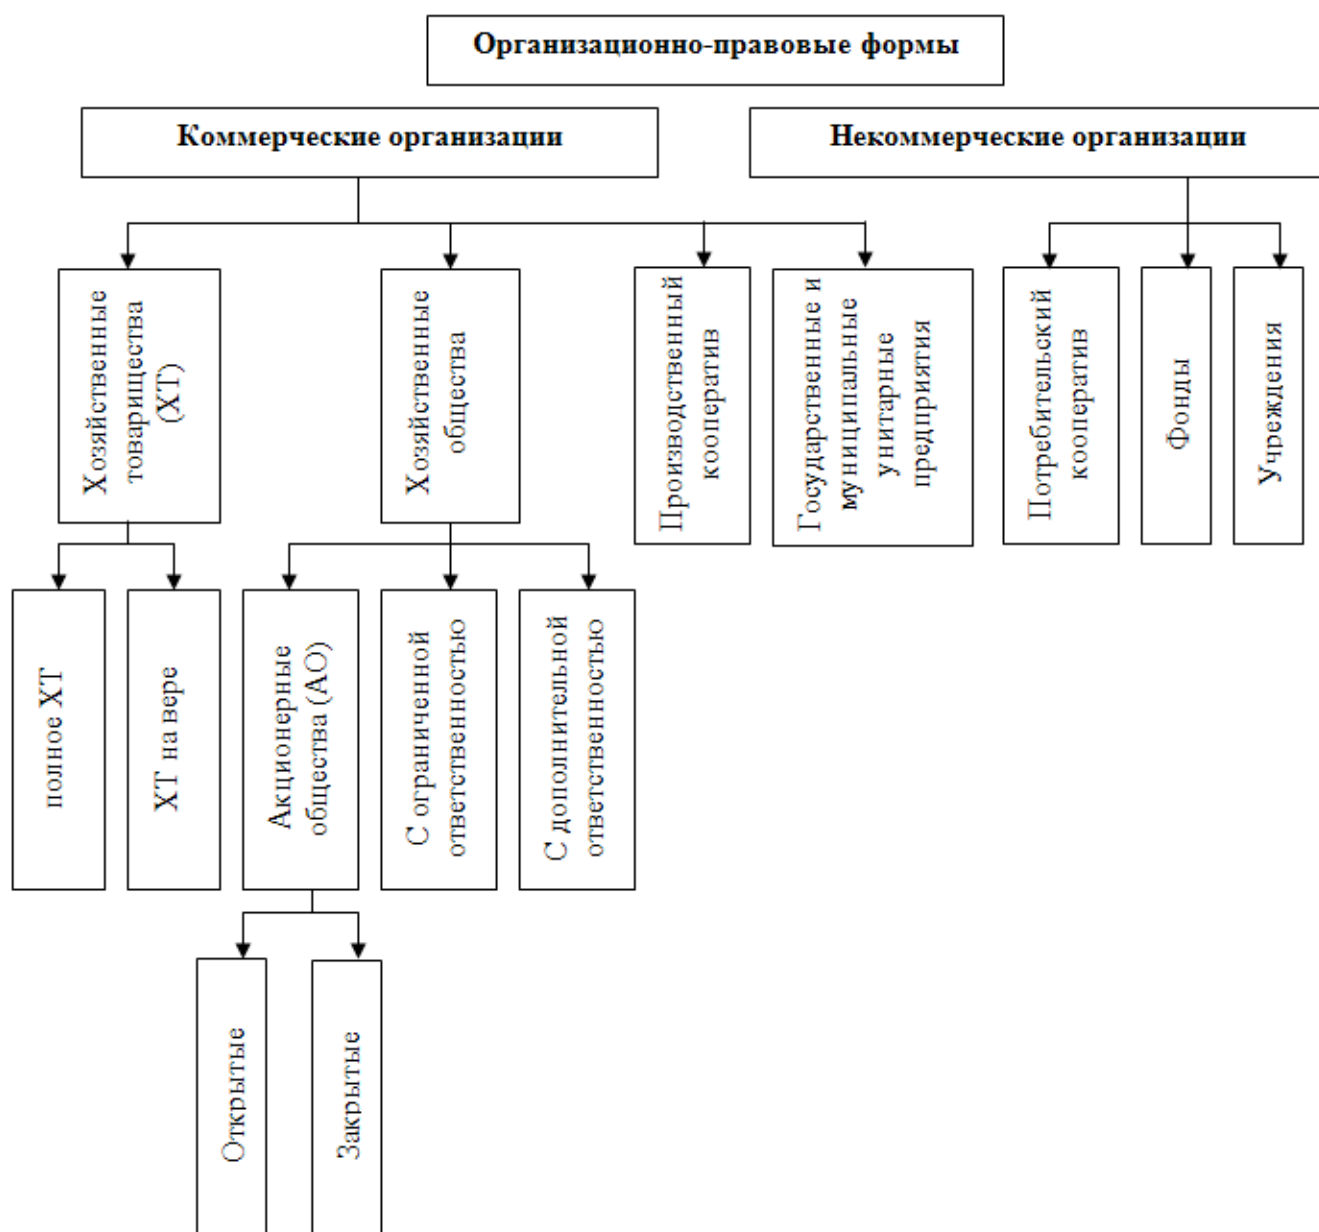 Организационно-правовые формы
Коммерческие организации
Некоммерческие организации
Хозяйственные
товарищества
(ХТ)
Хозяйственные
общества
Производственный
кооператив
Государственные и
муниципальные
унитарные
предприятия
Потребительский
кооператив
Фонды
Учреждения
полное ХТ
ХТ на вере
Акционерные
общества (АО)
С ограниченной
ответственностью
С дополнительной
ответственностью
Открытые
Закрытые